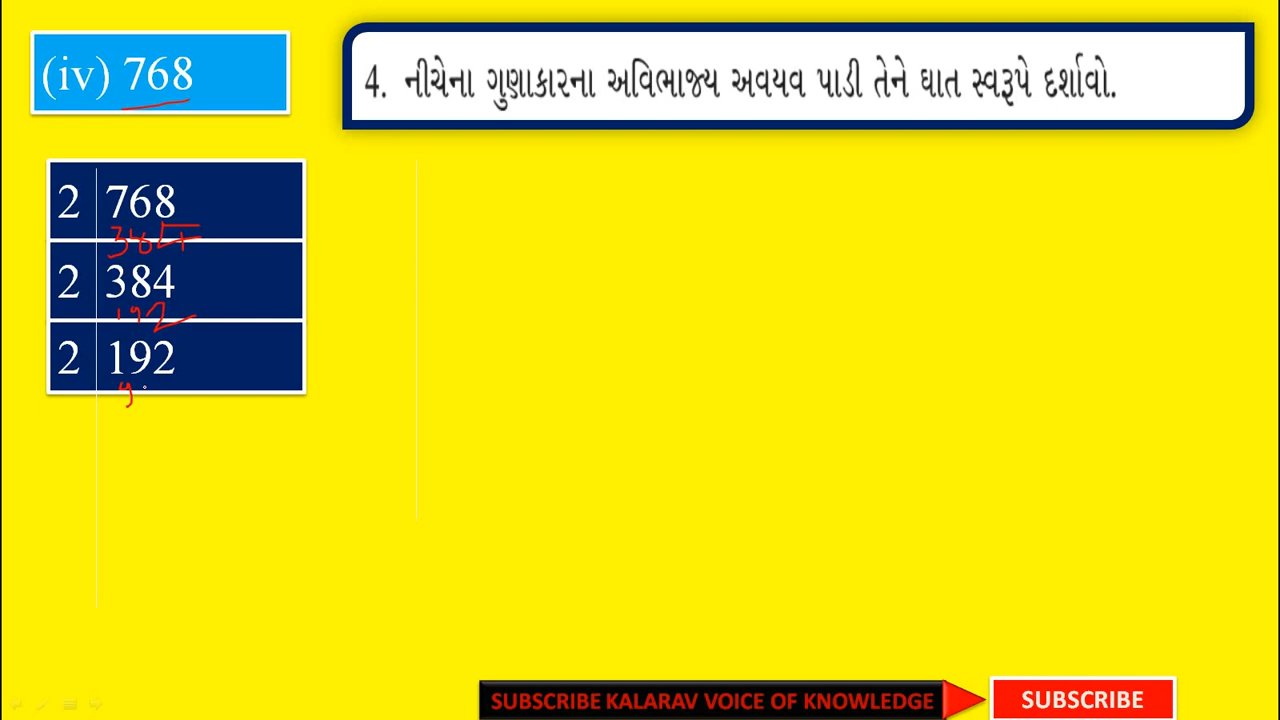 (iv) 768
4. નીચેના ગુણાકારના અવિભાજ્ય અવયવ પાડી તેને ઘાત સ્વરૂપે દર્શાવો.
2 768
384
2 384
192
2 192
9
SUBSCRIBE KALARAV VOICE OF KNOWLEDGE
SUBSCRIBE